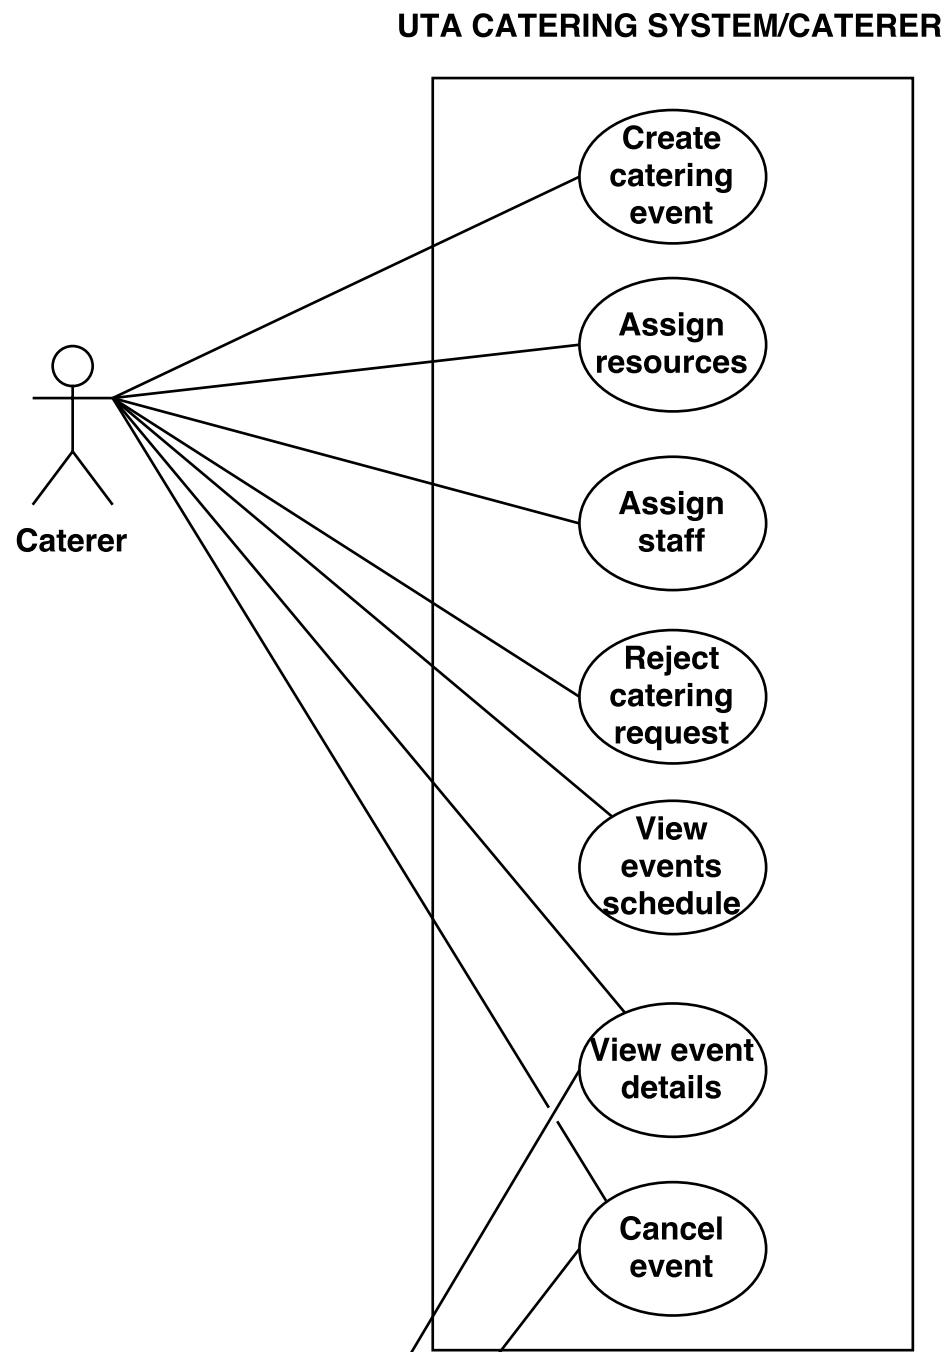 UTA CATERING SYSTEM/CATERER
Create
catering
event
Assign
resources
Assign
staff
Caterer
Reject
catering
request
View
events
schedule
View event
details
Cancel
event